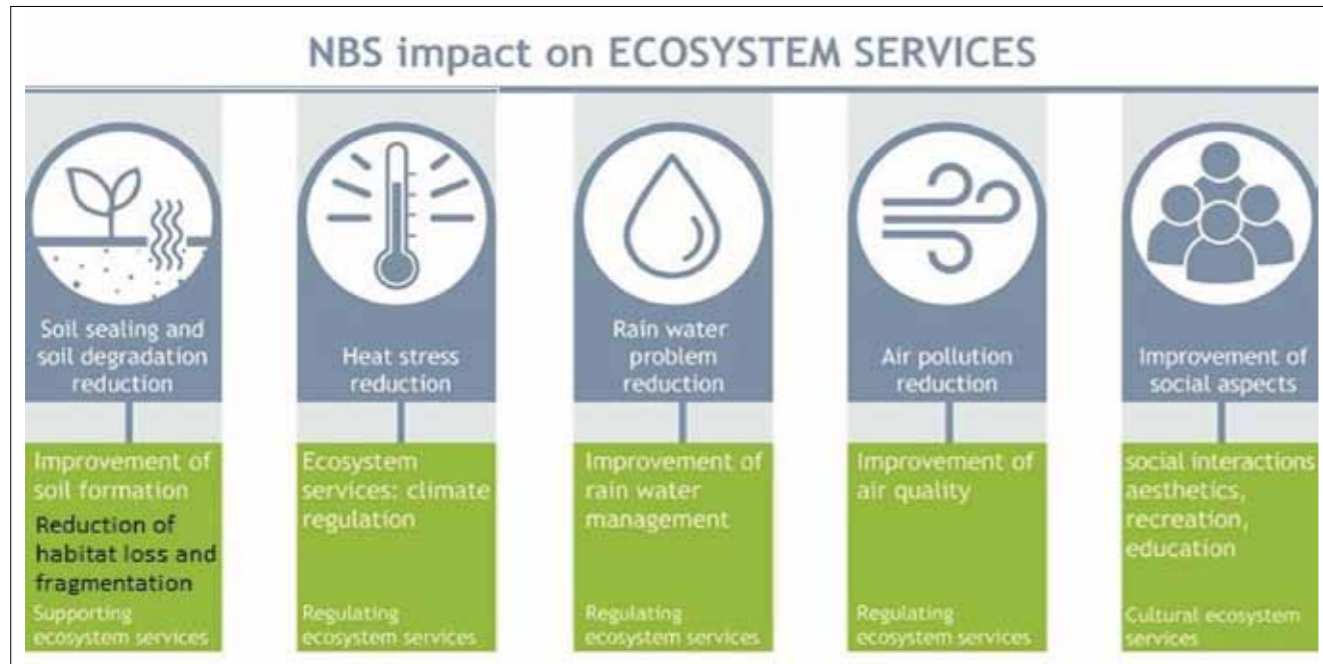 NBS impact on ECOSYSTEM SERVICES
Soil sealing and
soil degradation
reduction
Improvement of
soil formation
Reduction of
habitat loss and
fragmentation
Supporting
ecosystem services
Heat stress
reduction
Ecosystem
services: climate
regulation
Regulating
ecosystem services
Rain water
problem
reduction
Improvement of
rain water
management
Regulating
ecosystem services
Air pollution
reduction
Improvement of
air quality
Regulating
ecosystem services
Improvement of
social aspects
social interactions
aesthetics,
recreation,
education
Cultural ecosystem
services